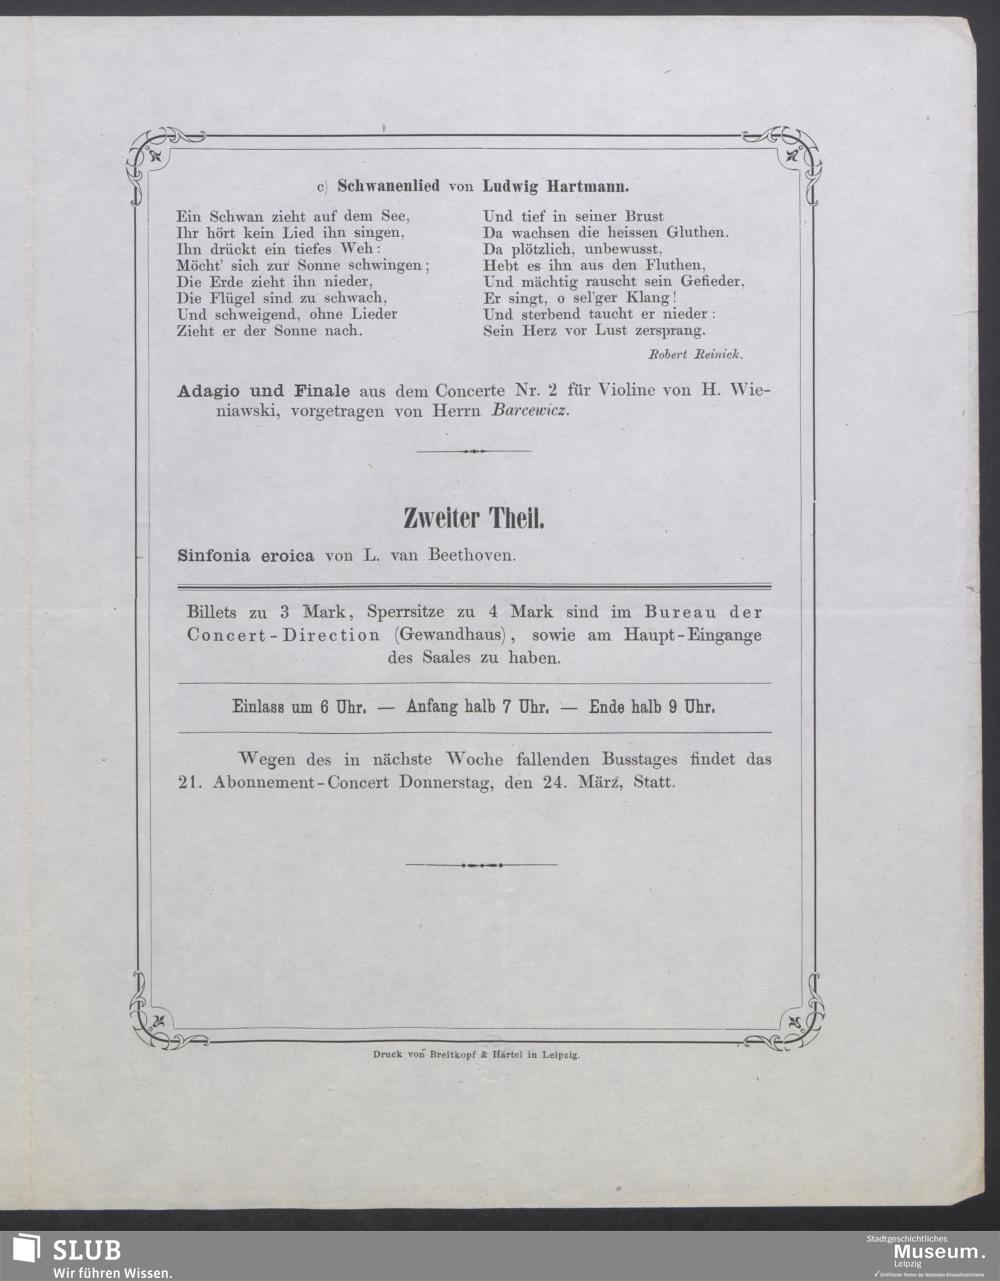 c) Schwanenlied von Ludwig Hartmann.
Ein Schwan zieht auf dem See,
Ihr hört kein Lied ihn singen,
Ihn drückt ein tiefes Weh:
Möcht' sich zur Sonne schwingen;
Die Erde zieht ihn nieder,
Die Flügel sind zu schwach,
Und schweigend, ohne Lieder
Zieht er der Sonne nach.
Und tief in seiner Brust
Da wachsen die heissen Gluthen.
Da plötzlich, unbewusst,
Hebt es ihn aus den Fluthen,
Und mächtig rauscht sein Gefieder,
Er singt, o sel'ger Klang!
Und sterbend taucht er nieder:
Sein Herz vor Lust zersprang.
Robert Reinick.
Adagio und Finale aus dem Concerte Nr. 2 für Violine von H. Wie-
niawski, vorgetragen von Herrn Barcewicz.
Zweiter Theil.
Sinfonia eroica von L. van Beethoven.
Billets zu 3 Mark, Sperrsitze zu 4 Mark sind im Bureau der
Concert-Direction (Gewandhaus), sowie am Haupt-Eingange
des Saales zu haben.
Einlass um 6 Uhr. — Anfang halb 7 Uhr. — Ende halb 9 Uhr.
Wegen des in nächste Woche fallenden Busstages findet das
21. Abonnement-Concert Donnerstag, den 24. März, Statt.
Druck von Breitkopf & Härtel in Leipzig.
SLUB
Wir führen Wissen.
Stadtgeschichtliches
Museum.
Leipzig
Zertifizierter Partner der Nationalen Klimaschutzinitiative